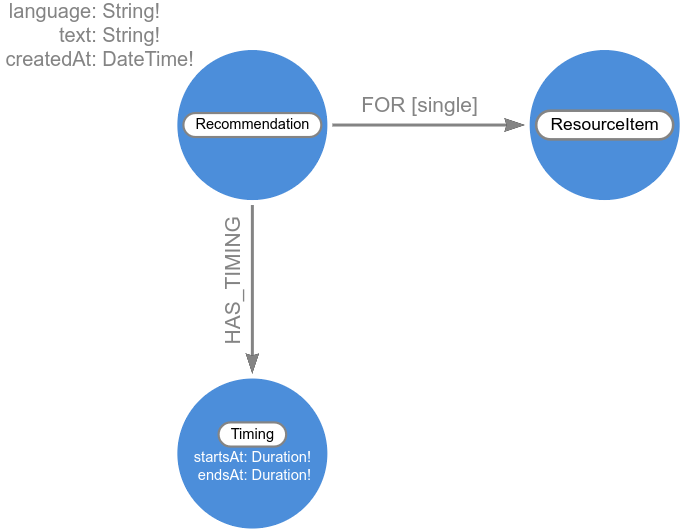 language: String!
text: String!
createdAt: DateTime!
Recommendation
FOR [single]
ResourceItem
HAS_TIMING
Timing
startsAt: Duration!
endsAt: Duration!